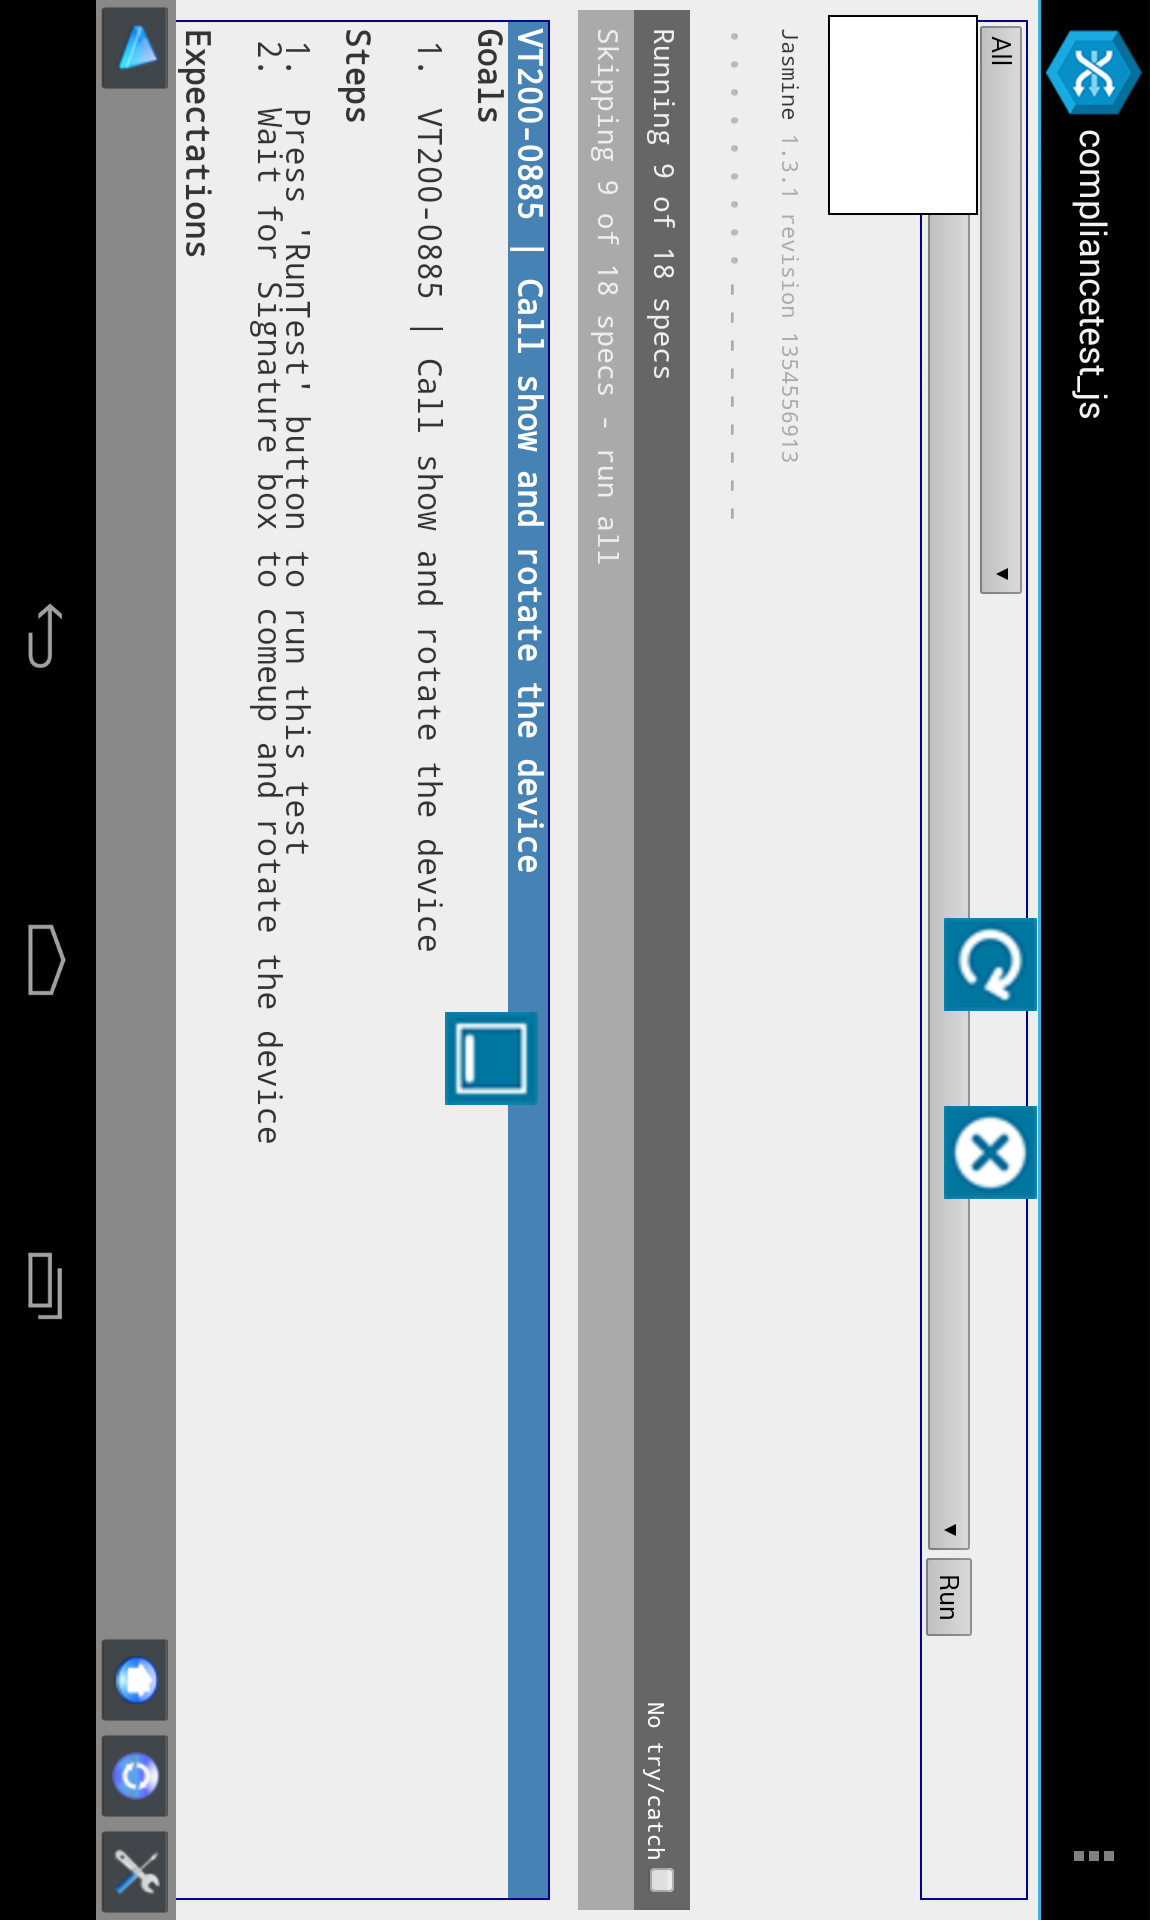 compliancetest_js
All
Run
Jasmine 1.3.1 revision 1354556913
Running 9 of 18 specs
No try/catch
Skipping 9 of 18 specs - run all
VT200-0885 | Call show and rotate the device
Goals
1. VT200-0885 | Call show and rotate the device
Steps
1. Press 'RunTest' button to run this test
2. Wait for Signature box to comeup and rotate the device
Expectations